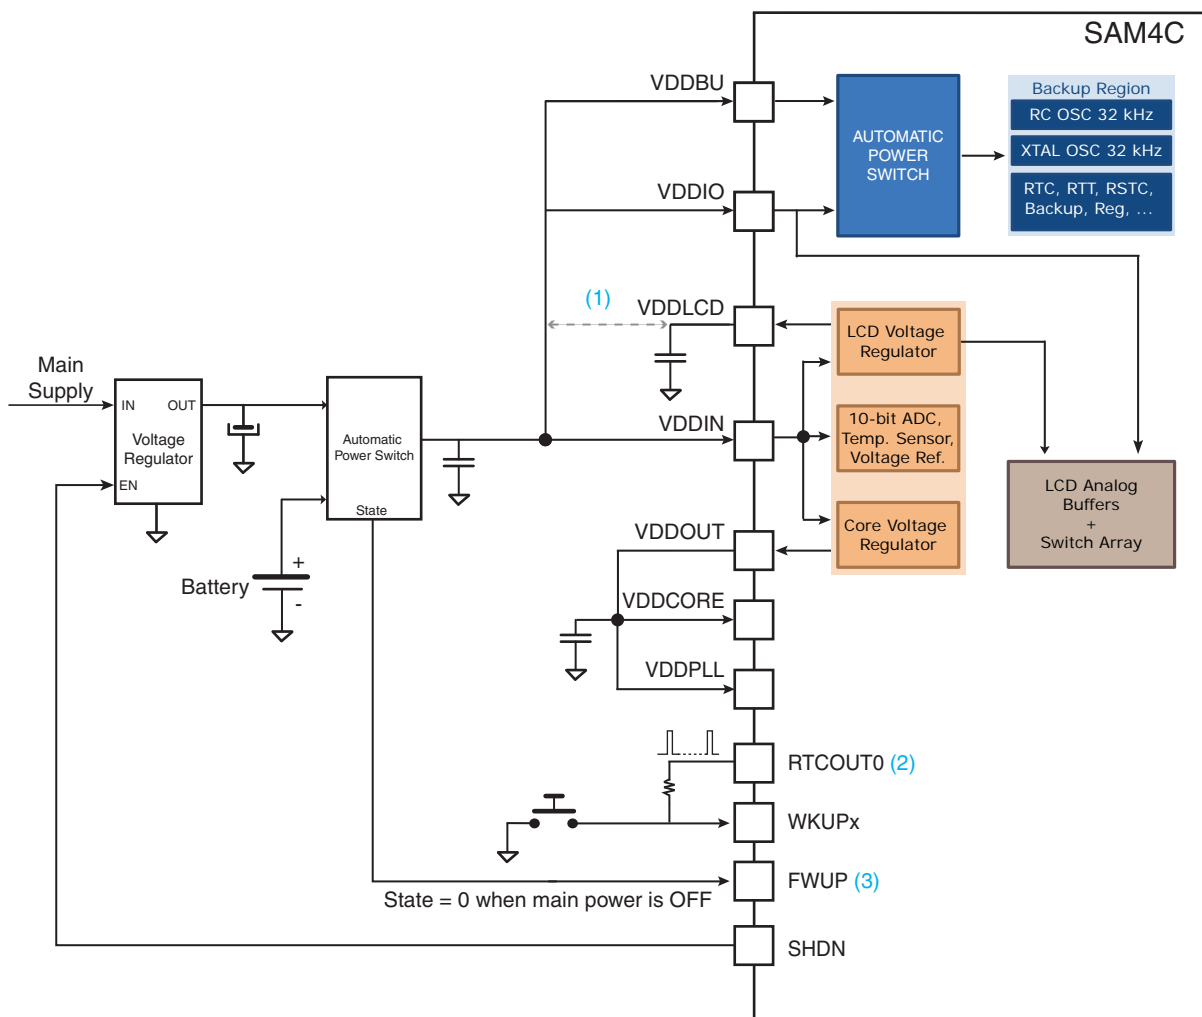 SAM4C
VDDBU
AUTOMATIC
POWER
SWITCH
Backup Region
RC OSC 32 kHz
XTAL OSC 32 kHz
RTC, RTT, RSTC,
Backup, Reg, ...
VDDIO
(1)
VDDLCD
LCD Voltage
Regulator
Main
Supply
IN
OUT
Voltage
Regulator
EN
Automatic
Power Switch
State
VDDIN
10-bit ADC,
Temp. Sensor,
Voltage Ref.
LCD Analog
Buffers
+
Switch Array
Core Voltage
Regulator
VDDOUT
Battery
+
-
VDDCORE
VDDPLL
RTCOUT0 (2)
WKUPx
FWUP (3)
State = 0 when main power is OFF
SHDN